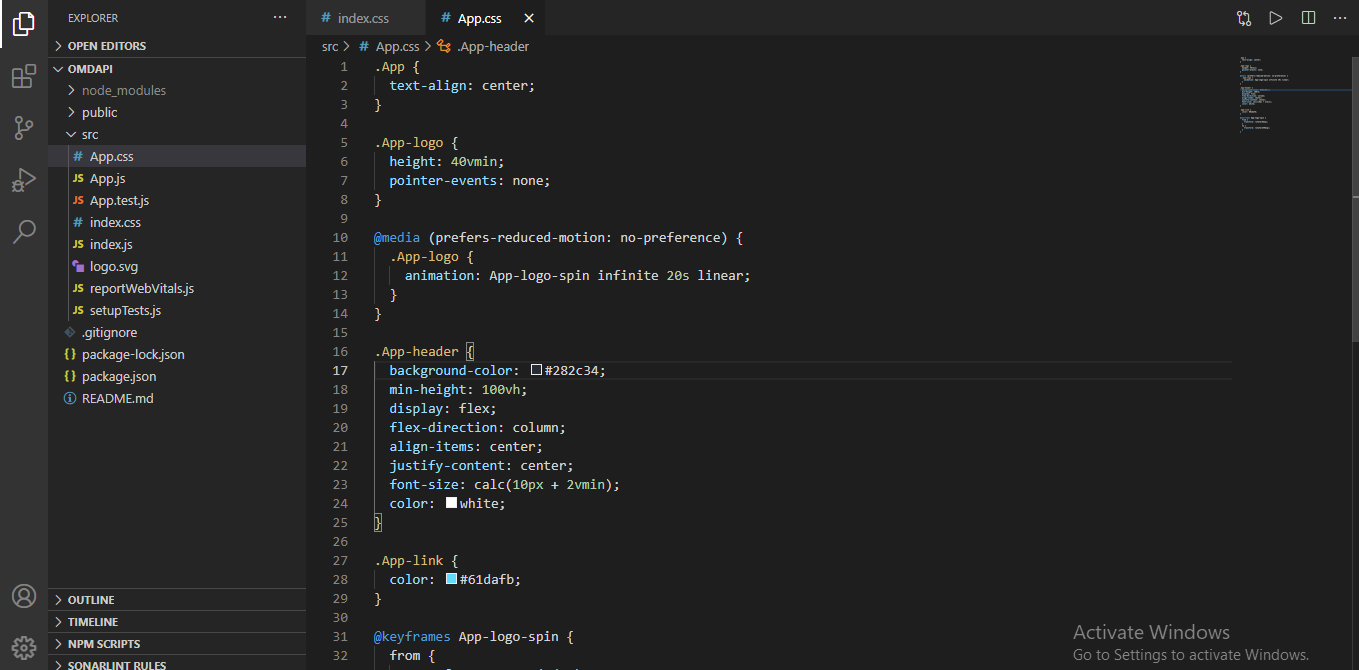 EXPLORER
OPEN EDITORS
OMDAPI
node_modules
public
src
# App.css
JS App.js
JS App.test.js
# index.css
JS index.js
logo.svg
JS reportWebVitals.js
JS setupTests.js
.gitignore
{} package-lock.json
{} package.json
README.md
OUTLINE
TIMELINE
NPM SCRIPTS
SONARLINT RULES
# index.css # App.css
src > # App.css > .App-header
1 .App {
2 text-align: center;
3 }
4
5 .App-logo {
6 height: 40vmin;
7 pointer-events: none;
8 }
9
10 @media (prefers-reduced-motion: no-preference) {
11 .App-logo {
12 animation: App-logo-spin infinite 20s linear;
13 }
14 }
15
16 .App-header {
17 background-color: #282c34;
18 min-height: 100vh;
19 display: flex;
20 flex-direction: column;
21 align-items: center;
22 justify-content: center;
23 font-size: calc(10px + 2vmin);
24 color: white;
25 }
26
27 .App-link {
28 color: #61dafb;
29 }
30
31 @keyframes App-logo-spin {
32 from {
Activate Windows
Go to Settings to activate Windows.